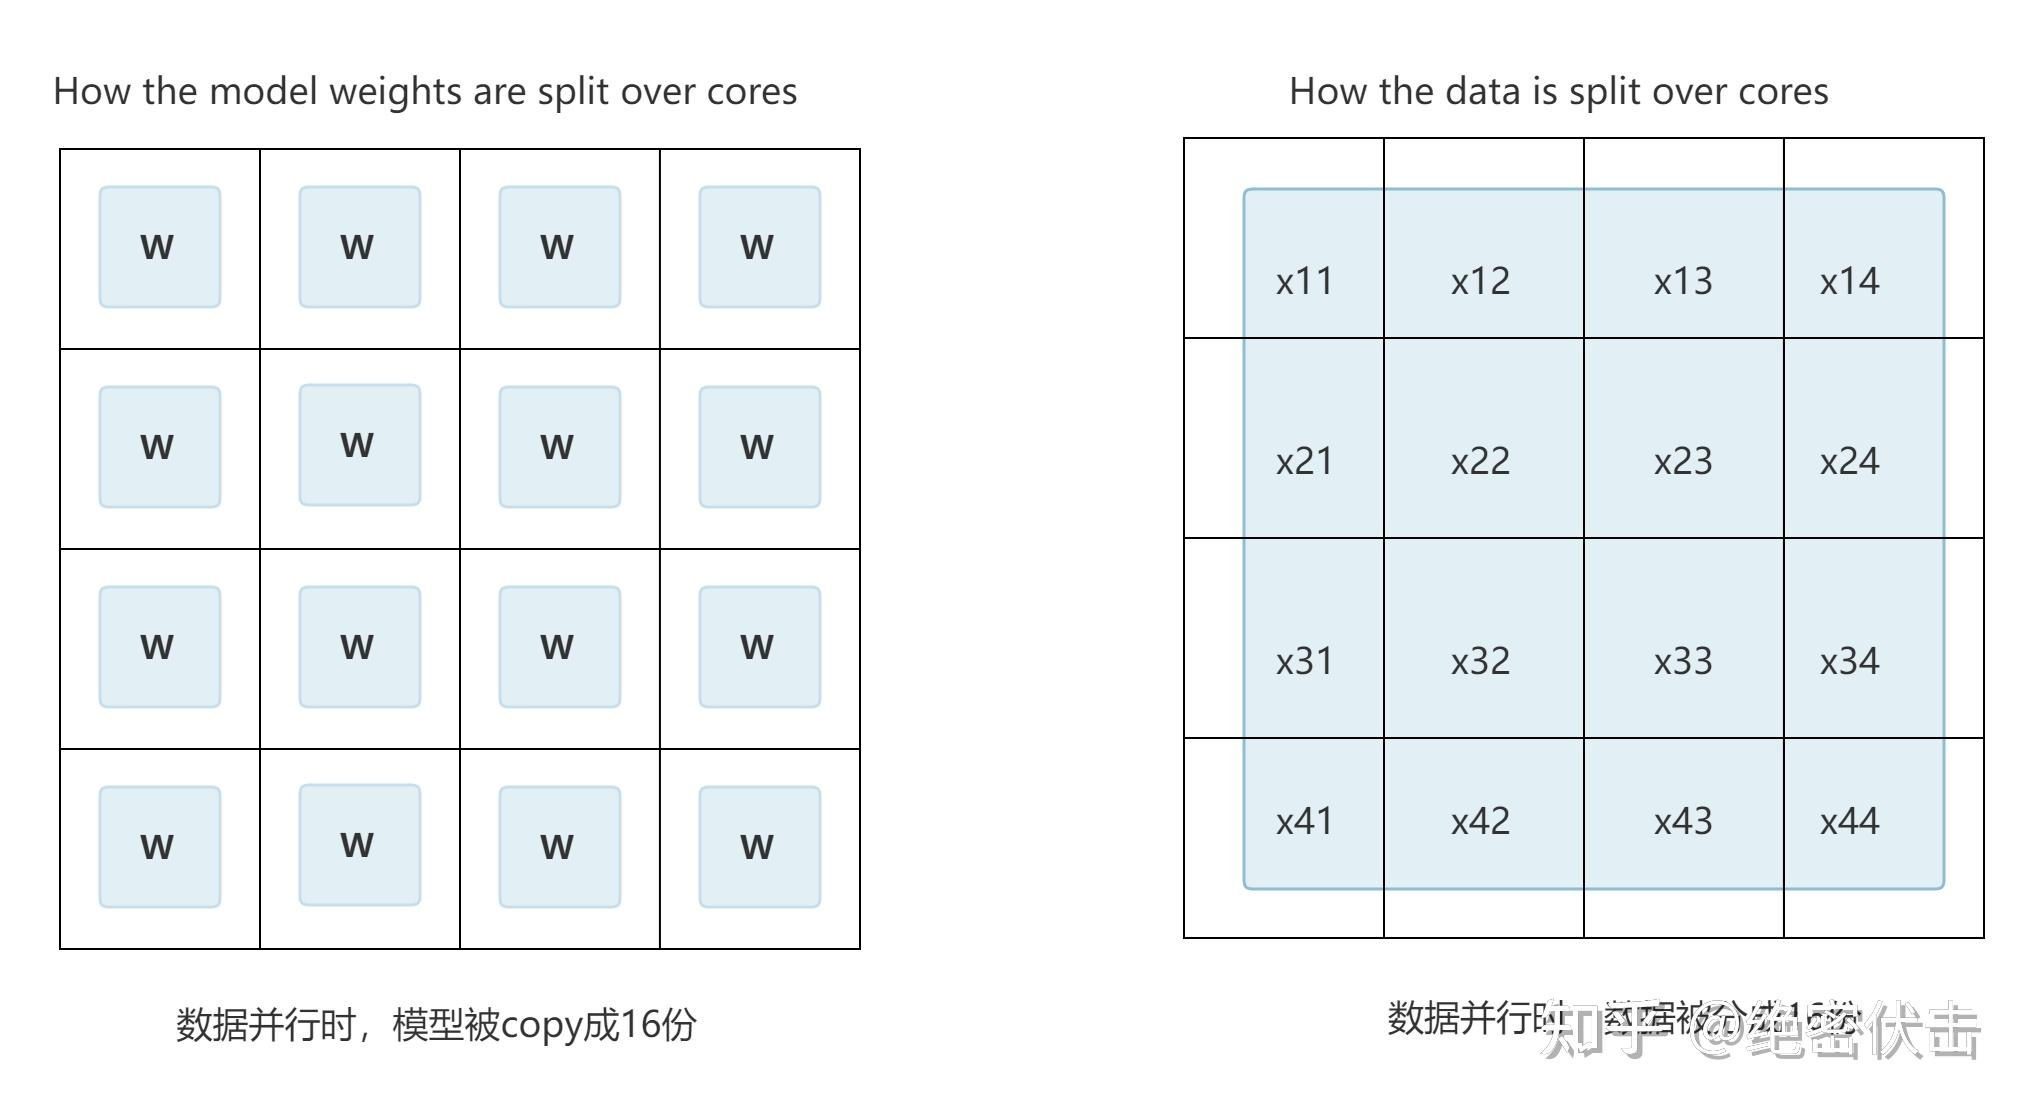 How the model weights are split over cores
W W W W
W W W W
W W W W
W W W W
数据并行时，模型被copy成16份
How the data is split over cores
x11 x12 x13 x14
x21 x22 x23 x24
x31 x32 x33 x34
x41 x42 x43 x44
数据并行时，数据被分成16份
知乎 @绝密伏击